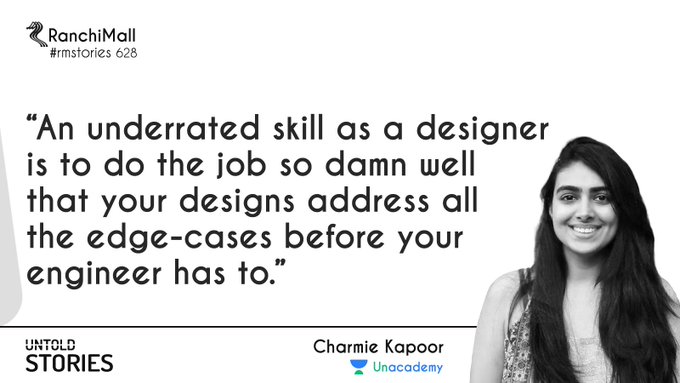 RanchiMall
#rmstories 628
“An underrated skill as a designer
is to do the job so damn well
that your designs address all
the edge-cases before your
engineer has to.”
UNTOLD
STORIES
Charmie Kapoor
Unacademy